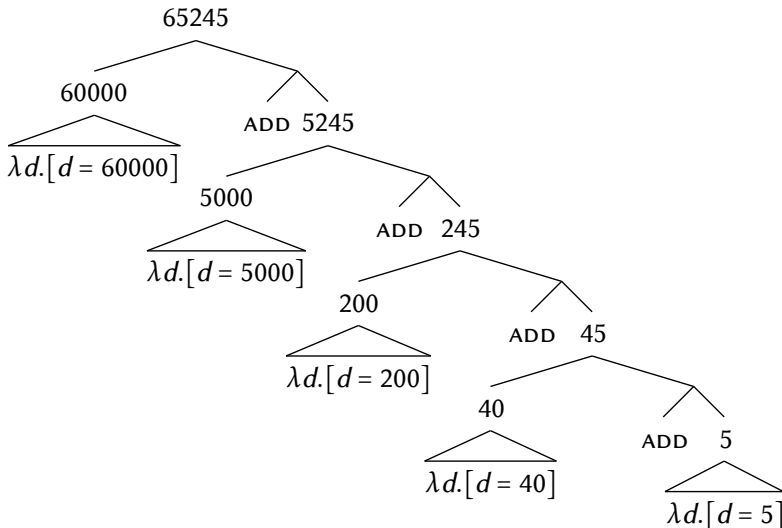 65245
60000
λd.[d = 60000]
ADD 5245
5000
λd.[d = 5000]
ADD 245
200
λd.[d = 200]
ADD 45
40
λd.[d = 40]
ADD 5
λd.[d = 5]